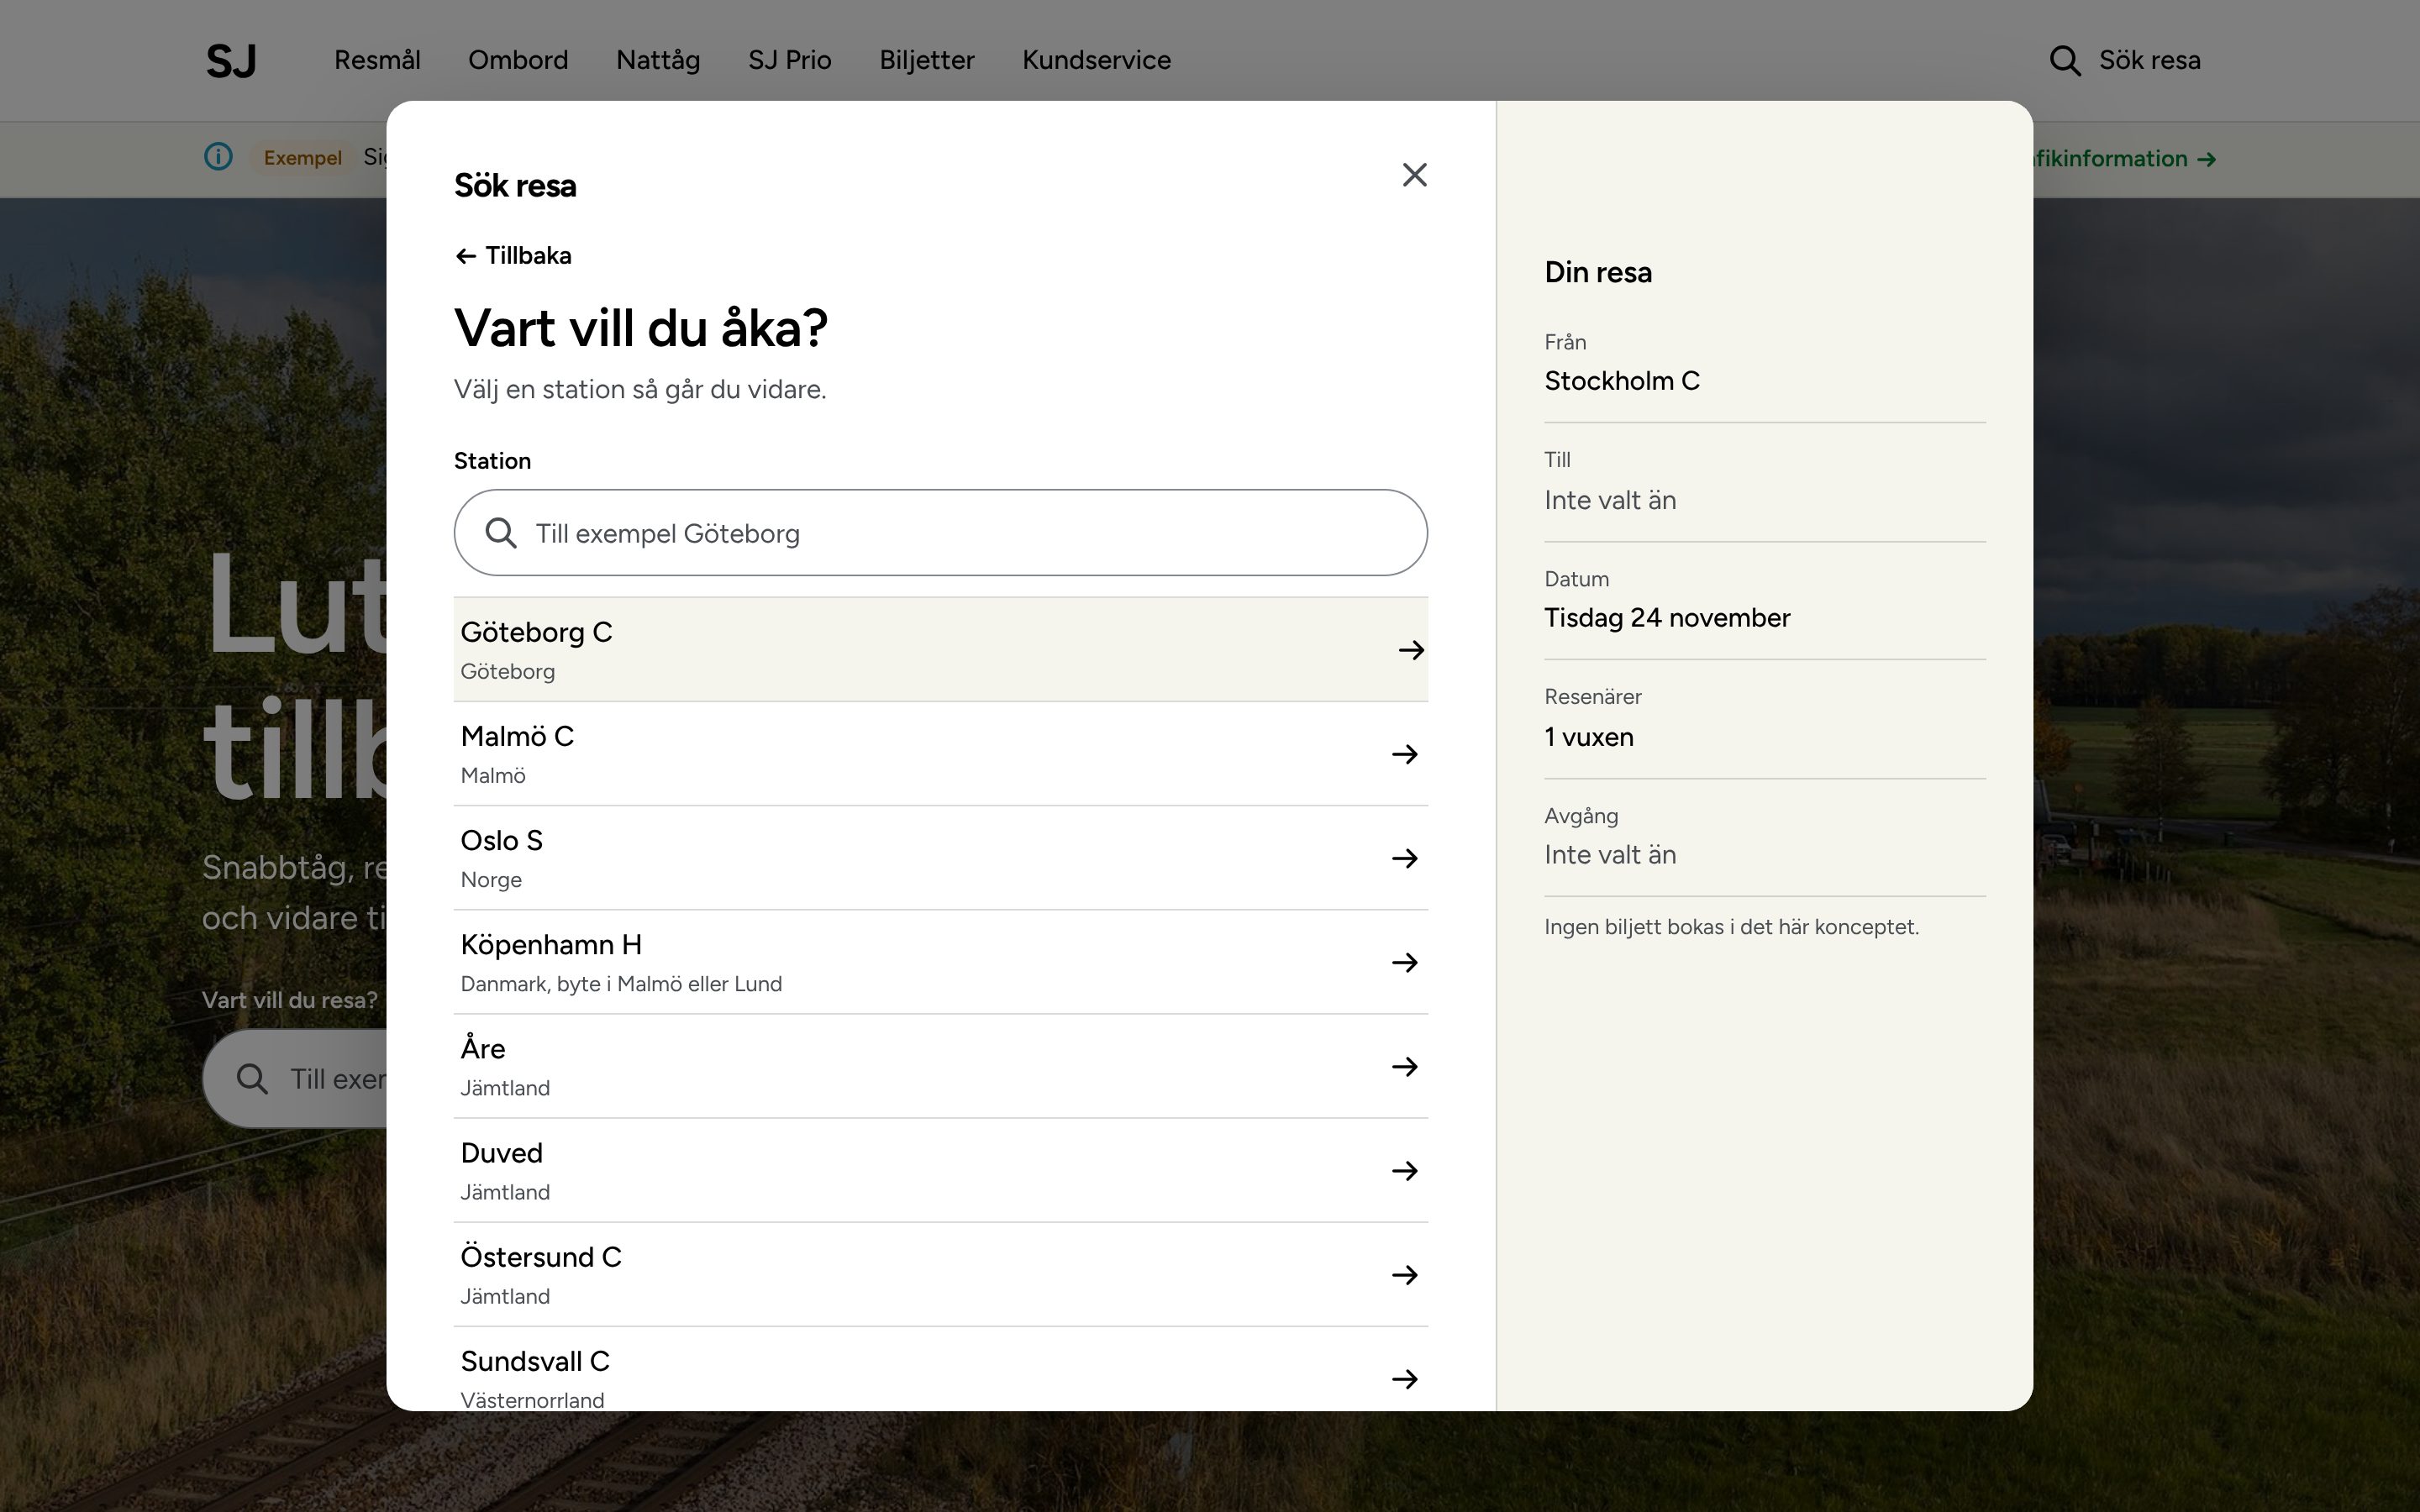 SJ
Resmål
Ombord
Nattåg
SJ Prio
Biljetter
Kundservice
Sök resa
Exempel
Sök resa
Tillbaka
Vart vill du åka?
Välj en station så går du vidare.
Station
Till exempel Göteborg
Göteborg C
Göteborg
Malmö C
Malmö
Oslo S
Norge
Köpenhamn H
Danmark, byte i Malmö eller Lund
Åre
Jämtland
Duved
Jämtland
Östersund C
Jämtland
Sundsvall C
Västernorrland
Din resa
Från
Stockholm C
Till
Inte valt än
Datum
Tisdag 24 november
Resenärer
1 vuxen
Avgång
Inte valt än
Ingen biljett bokas i det här konceptet.
Snabbtåg,
och vidare
Vart vill du resa?
Till